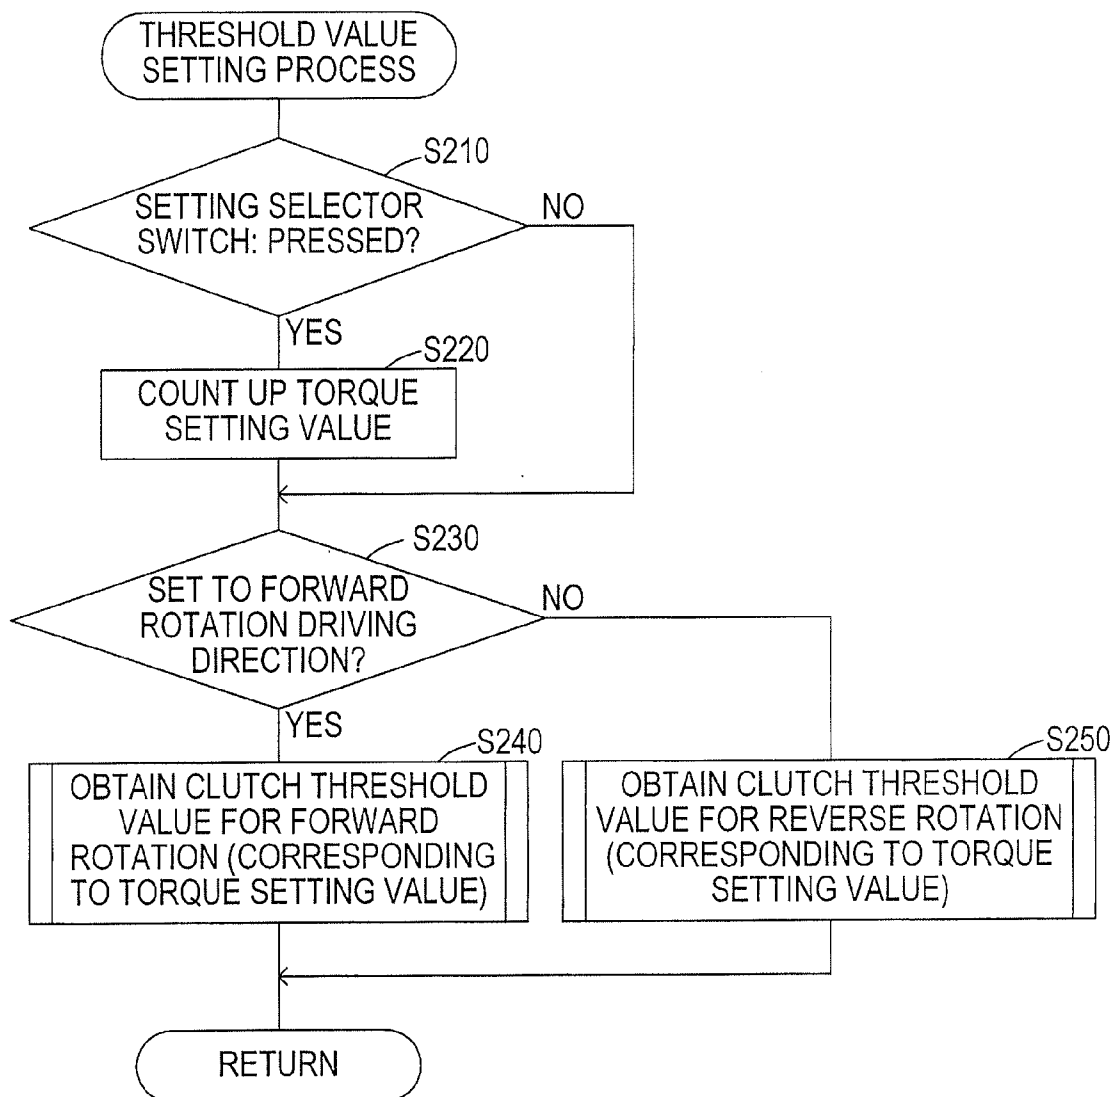 THRESHOLD VALUE
SETTING PROCESS
S210
SETTING SELECTOR
SWITCH: PRESSED?
NO
YES
S220
COUNT UP TORQUE
SETTING VALUE
S230
SET TO FORWARD
ROTATION DRIVING
DIRECTION?
NO
YES
S240
OBTAIN CLUTCH THRESHOLD
VALUE FOR FORWARD
ROTATION (CORRESPONDING
TO TORQUE SETTING VALUE)
S250
OBTAIN CLUTCH THRESHOLD
VALUE FOR REVERSE ROTATION
(CORRESPONDING TO TORQUE
SETTING VALUE)
RETURN